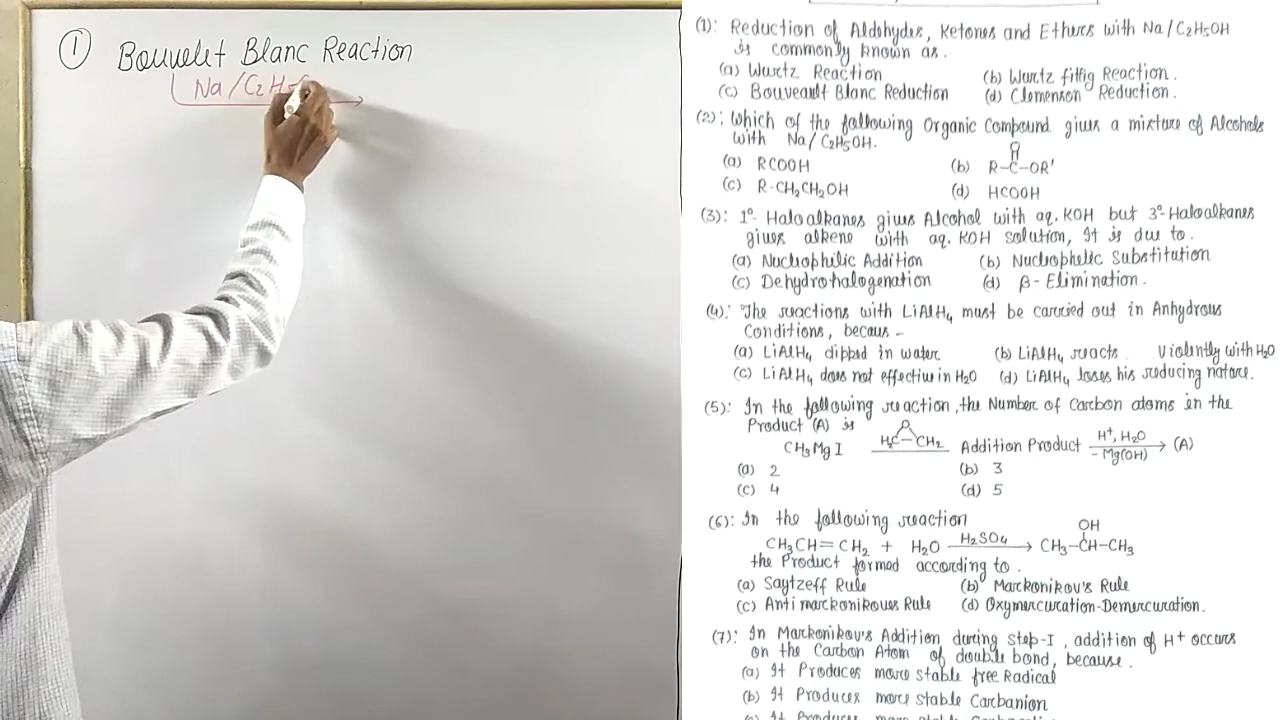 ① Bouvelet Blanc Reaction
Na/C2H5
(1): Reduction of Aldehydes, Ketones and Ethers with Na/C2H5OH
is commonly known as.
(a) Wurtz Reaction (b) Wurtz fittig Reaction.
(c) Bouveault Blanc Reduction (d) Clemenson Reduction.
(2): Which of the following Organic Compound gives a mixture of Alcohols
with Na/C2H5OH.
(a) RCOOH (b) R-C-OR'
O
(c) R-CH2CH2OH (d) HCOOH
(3): 1°- Haloalkanes gives Alcohol with aq. KOH but 3°-Haloalkanes
gives alkene with aq. KOH solution, It is due to.
(a) Nucleophilic Addition (b) Nucleophelic Substitution
(c) Dehydrohalogenation (d) β- Elimination.
(4): The reactions with LiAlH4 must be carried out in Anhydrous
Conditions, becaus -
(a) LiAlH4 dipped in water (b) LiAlH4 reacts Violently with H2O
(c) LiAlH4 does not effective in H2O (d) LiAlH4 loses his reducing nature.
(5): In the following reaction, the Number of Carbon atoms in the
Product (A) is
O
CH3MgI H2C-CH2 Addition Product H+, H2O → (A)
-Mg(OH)
(a) 2 (b) 3
(c) 4 (d) 5
(6): In the following reaction
OH
CH3CH=CH2 + H2O H2SO4 → CH3-CH-CH3
the Product formed according to.
(a) Saytzeff Rule (b) Markonikov's Rule
(c) Anti markonikoves Rule (d) Oxymercuration-Demercuration.
(7): In Markonikov's Addition during Step-I, addition of H+ occurs
on the Carbon Atom of double bond, because.
(a) It Produces more stable free Radical
(b) It Produces more stable Carbanion